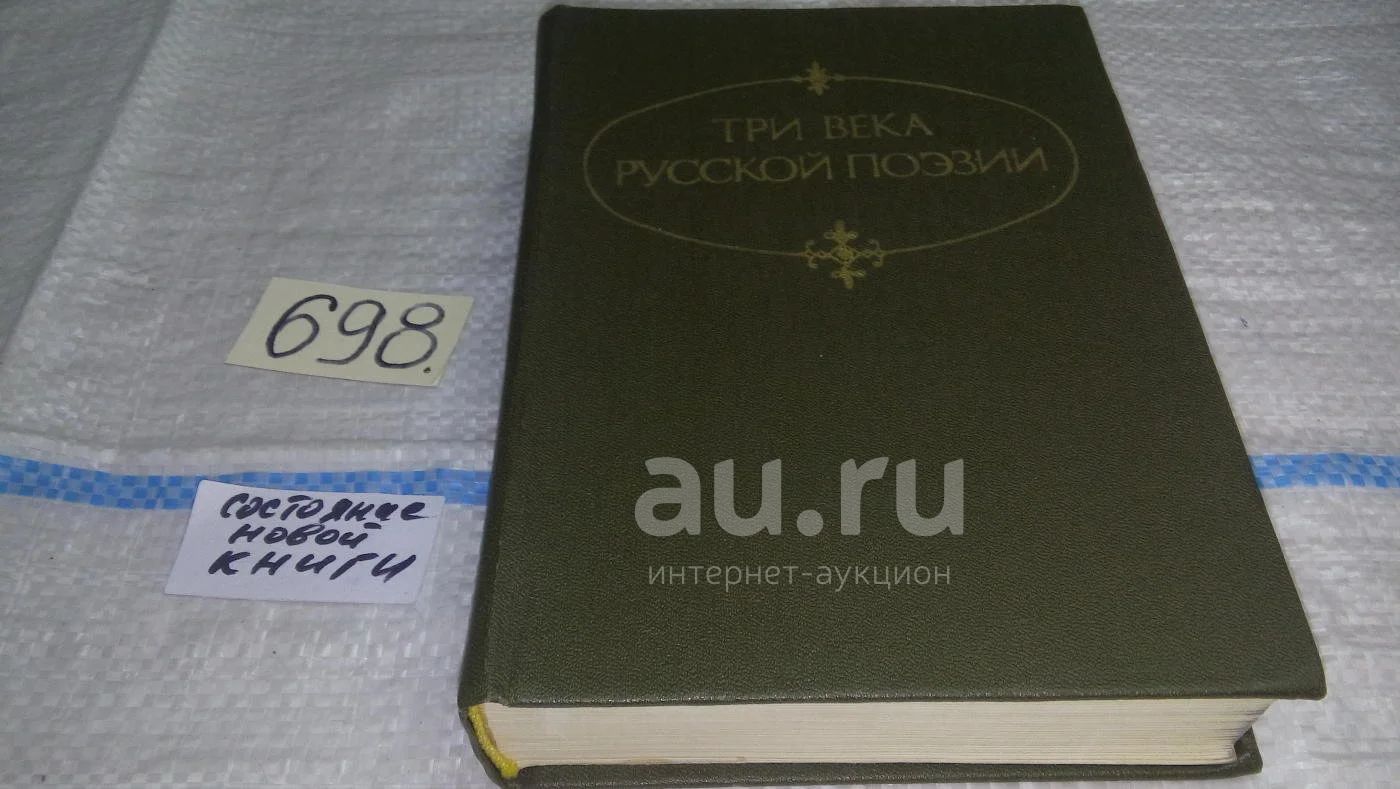 ТРИ ВЕКА
РУССКОЙ ПОЭЗИИ
698.
состояние
новой
книги
au.ru
интернет-аукцион